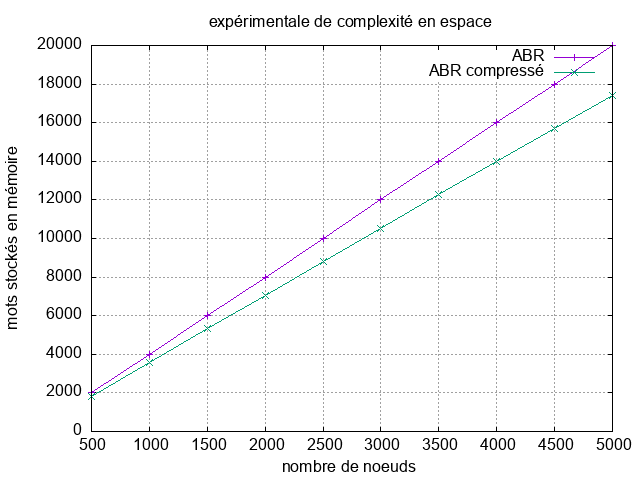 expérimentale de complexité en espace
ABR
ABR compressé
mots stockés en mémoire
20000
18000
16000
14000
12000
10000
8000
6000
4000
2000
0
500 1000 1500 2000 2500 3000 3500 4000 4500 5000
nombre de noeuds